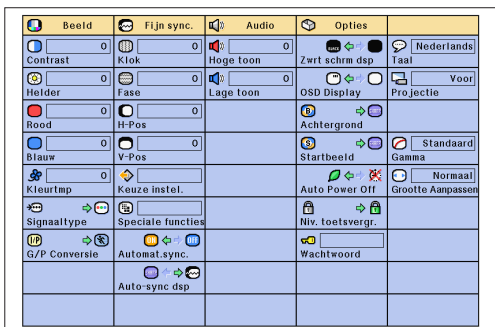 Beeld Fijn sync. Audio Opties
0 0 0 BLACK Nederlands
Contrast Klok Hoge toon Zwrt schrm dsp Taal
0 0 Voor
Helder Fase Lage toon OSD Display Projectie
0 B
Rood H-Pos Achtergrond
0 S Standaard
Blauw V-Pos Startbeeld Gamma
0 Normaal
Kleurtmp Keuze instel. Auto Power Off Grootte Aanpassen
Signaaltype Speciale functies Niv. toetsvergr.
I/P ON OFF
G/P Conversie Automat.sync. Wachtwoord
Auto-sync dsp